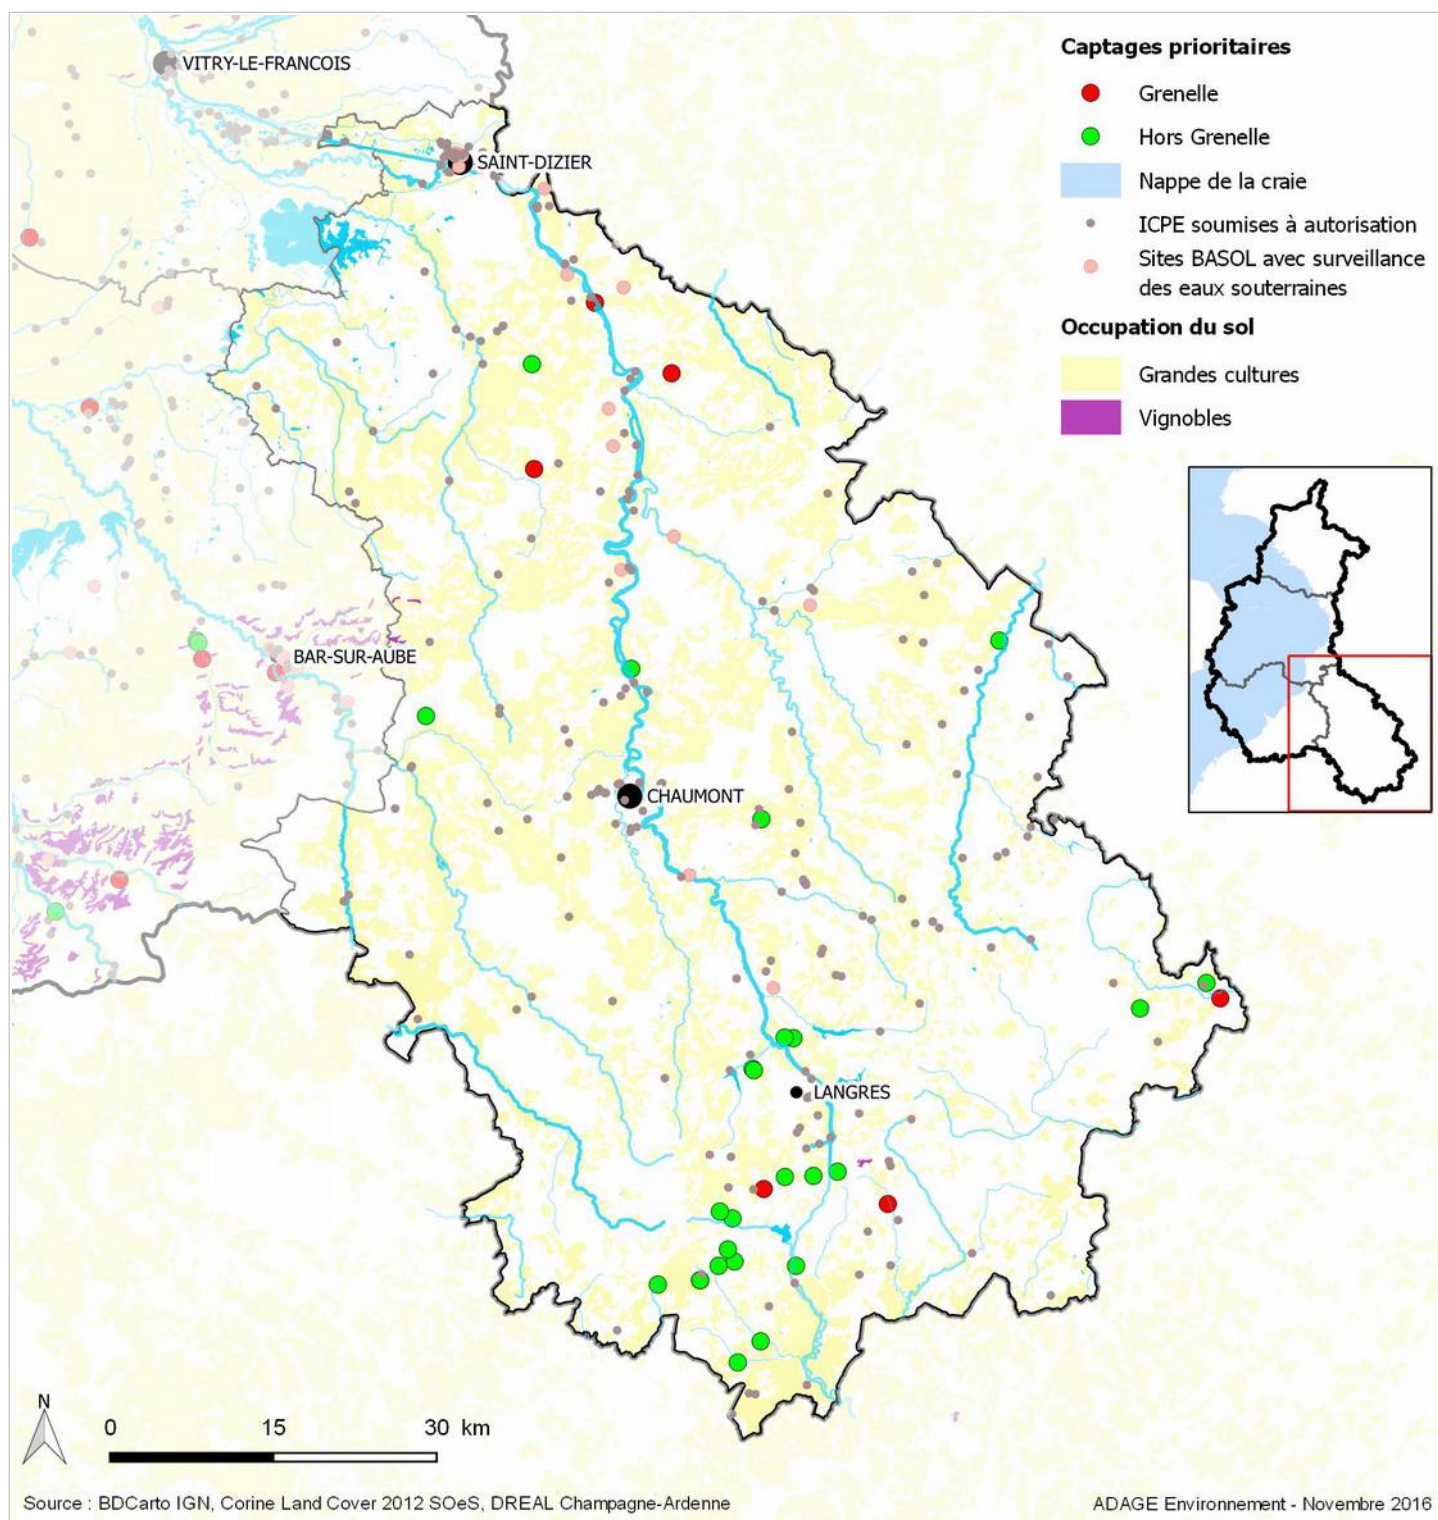 VITRY-LE-FRANCOIS
SAINT-DIZIER
BAR-SUR-AUBE
CHAUMONT
LANGRES
Captages prioritaires
Grenelle
Hors Grenelle
Nappe de la craie
ICPE soumises à autorisation
Sites BASOL avec surveillance
des eaux souterraines
Occupation du sol
Grandes cultures
Vignobles
N
0 15 30 km
Source : BDCarto IGN, Corine Land Cover 2012 SOeS, DREAL Champagne-Ardenne
ADAGE Environnement - Novembre 2016